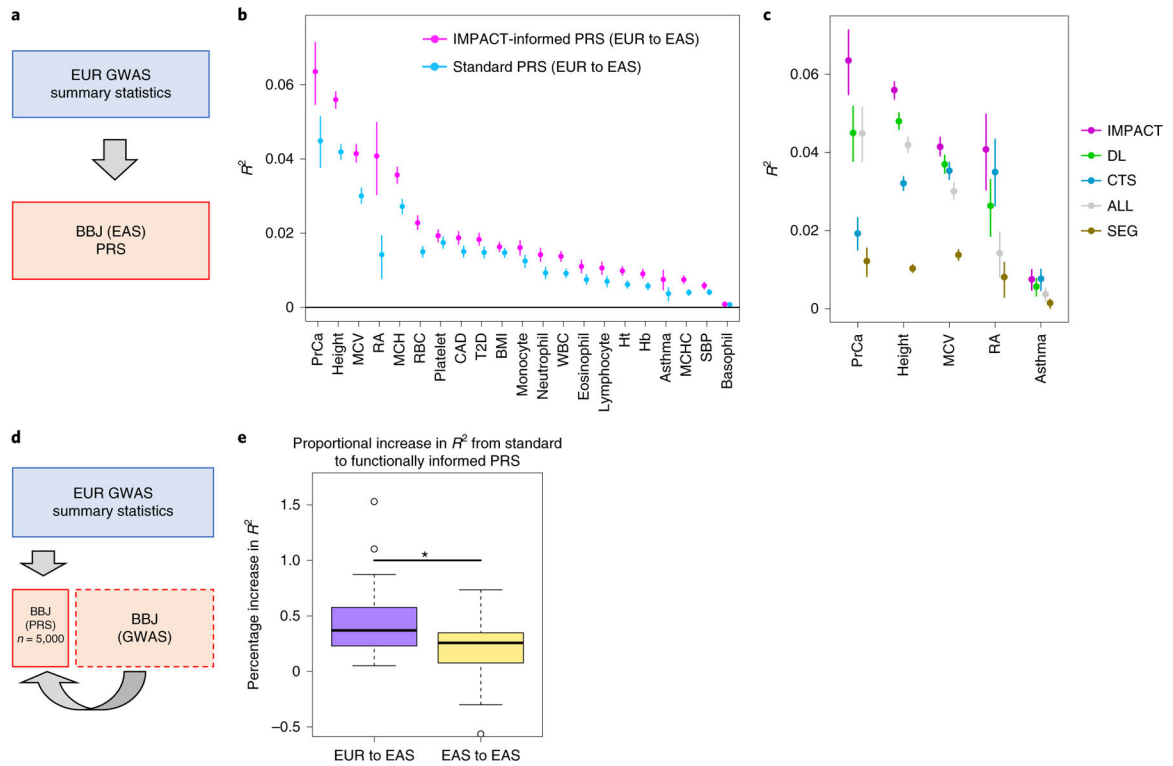 a
EUR GWAS
summary statistics
BBJ (EAS)
PRS
b
R²
0.06
0.04
0.02
0
IMPACT-informed PRS (EUR to EAS)
Standard PRS (EUR to EAS)
PrCa
Height
MCV
RA
MCH
RBC
Platelet
CAD
T2D
BMI
Monocyte
Neutrophil
WBC
Eosinophil
Lymphocyte
Ht
Hb
Asthma
MCHC
SBP
Basophil
c
R²
0.06
0.04
0.02
0
PrCa
Height
MCV
RA
Asthma
IMPACT
DL
CTS
ALL
SEG
d
EUR GWAS
summary statistics
BBJ
(PRS)
n = 5,000
BBJ
(GWAS)
e
Proportional increase in R² from standard
to functionally informed PRS
Percentage increase in R²
1.5
1.0
0.5
0
–0.5
*
EUR to EAS
EAS to EAS